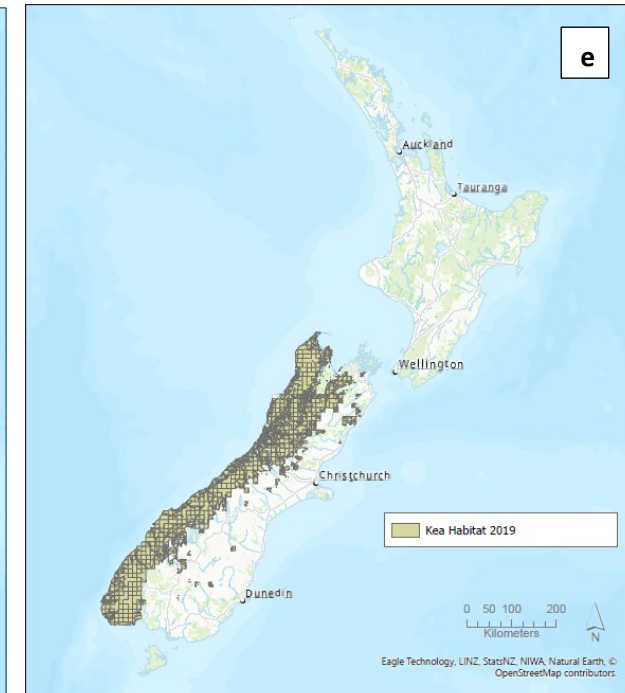 e
Auckland
Tauranga
Wellington
Christchurch
Kea Habitat 2019
Dunedin
0 50 100 200
Kilometers
N
Eagle Technology, LINZ, StatsNZ, NIWA, Natural Earth, ©
OpenStreetMap contributors.